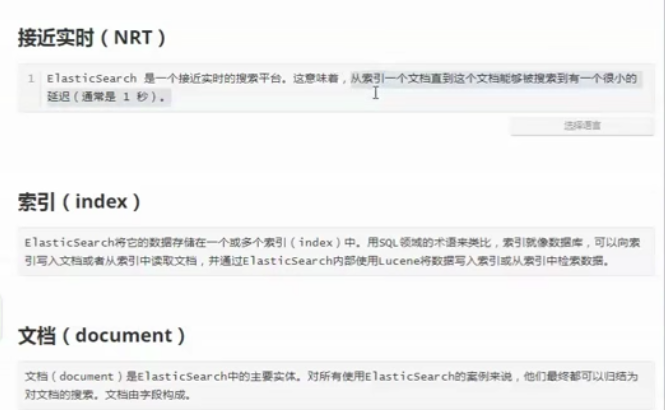 接近实时（NRT）
1 ElasticSearch 是一个接近实时的搜索平台。这意味着，从索引一个文档直到这个文档能够被搜索到有一个很小的
延迟（通常是 1 秒）。
选择语言
索引（index）
ElasticSearch将它的数据存储在一个或多个索引（index）中。用SQL领域的术语来类比，索引就像数据库，可以向索
引写入文档或者从索引中读取文档，并通过ElasticSearch内部使用Lucene将数据写入索引或从索引中检索数据。
文档（document）
文档（document）是ElasticSearch中的主要实体。对所有使用ElasticSearch的案例来说，他们最终都可以归结为
对文档的搜索。文档由字段构成。